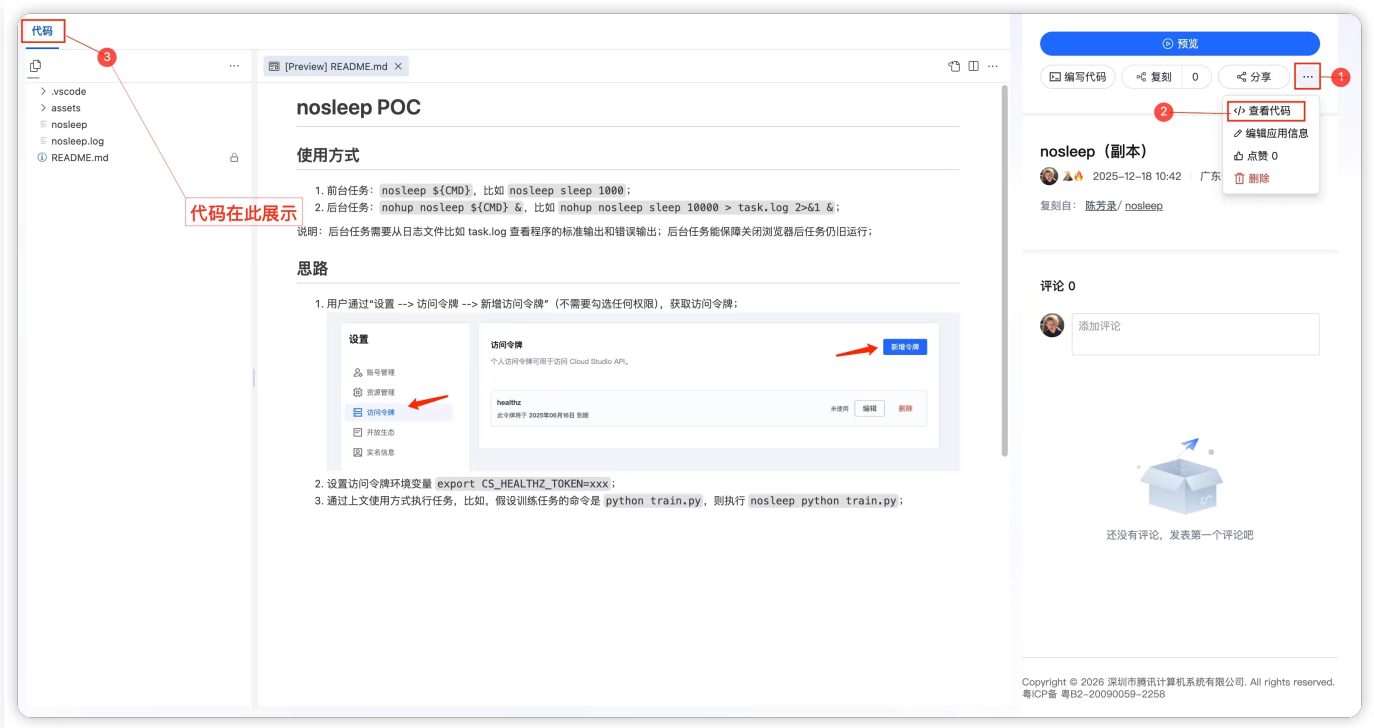 代码
3
[Preview] README.md
.vscode
assets
nosleep
nosleep.log
README.md
代码在此展示
nosleep POC
使用方式
1. 前台任务：nosleep ${CMD}，比如 nosleep sleep 1000；
2. 后台任务：nohup nosleep ${CMD} &，比如 nohup nosleep sleep 10000 > task.log 2>&1 &；
说明：后台任务需要从日志文件比如 task.log 查看程序的标准输出和错误输出；后台任务能保障关闭浏览器后任务仍旧运行；
思路
1. 用户通过“设置 --> 访问令牌 --> 新增访问令牌”（不需要勾选任何权限），获取访问令牌；
设置
账号管理
资源管理
访问令牌
开放生态
实名信息
访问令牌
新增令牌
个人访问令牌可用于访问 Cloud Studio API。
healthz
此令牌将于 2025年06月16日 到期
未使用
编辑
删除
2. 设置访问令牌环境变量 export CS_HEALTHZ_TOKEN=xxx；
3. 通过上文使用方式执行任务，比如，假设训练任务的命令是 python train.py，则执行 nosleep python train.py；
预览
编写代码
复刻 0
分享
...
1
2
</> 查看代码
编辑应用信息
点赞 0
删除
nosleep（副本）
2025-12-18 10:42
广东
复刻自： 陈芳录/ nosleep
评论 0
添加评论
还没有评论，发表第一个评论吧
Copyright © 2026 深圳市腾讯计算机系统有限公司. All rights reserved.
粤ICP备 粤B2-20090059-2258